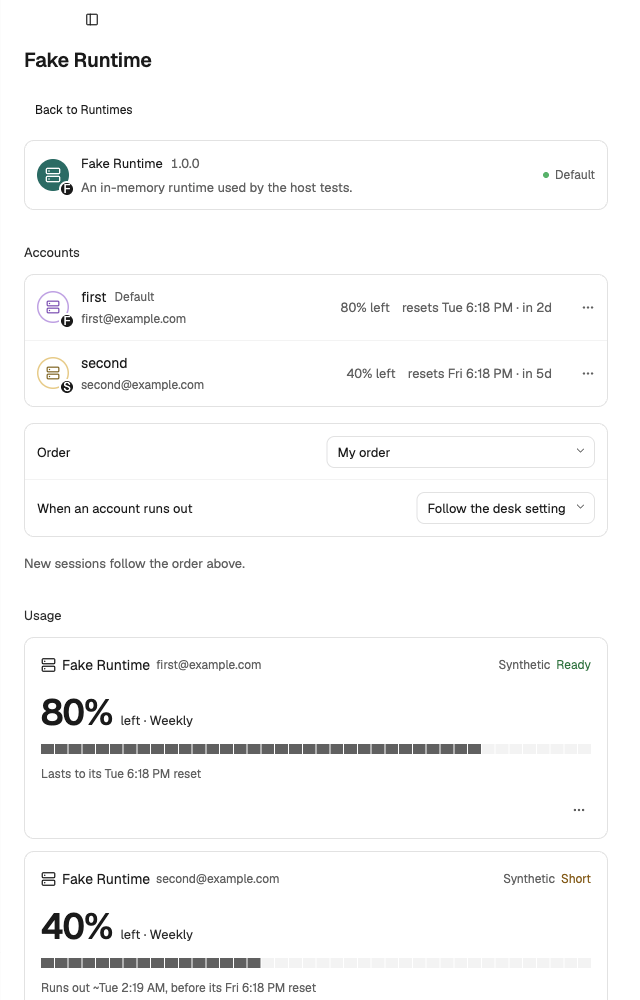 Fake Runtime
Back to Runtimes
Fake Runtime 1.0.0
Default
F
An in-memory runtime used by the host tests.
Accounts
first Default
80% left resets Tue 6:18 PM · in 2d ···
F
first@example.com
second
40% left resets Fri 6:18 PM · in 5d ···
S
second@example.com
Order My order
When an account runs out Follow the desk setting
New sessions follow the order above.
Usage
Fake Runtime first@example.com Synthetic Ready
80% left · Weekly
Lasts to its Tue 6:18 PM reset
···
Fake Runtime second@example.com Synthetic Short
40% left · Weekly
Runs out ~Tue 2:19 AM, before its Fri 6:18 PM reset